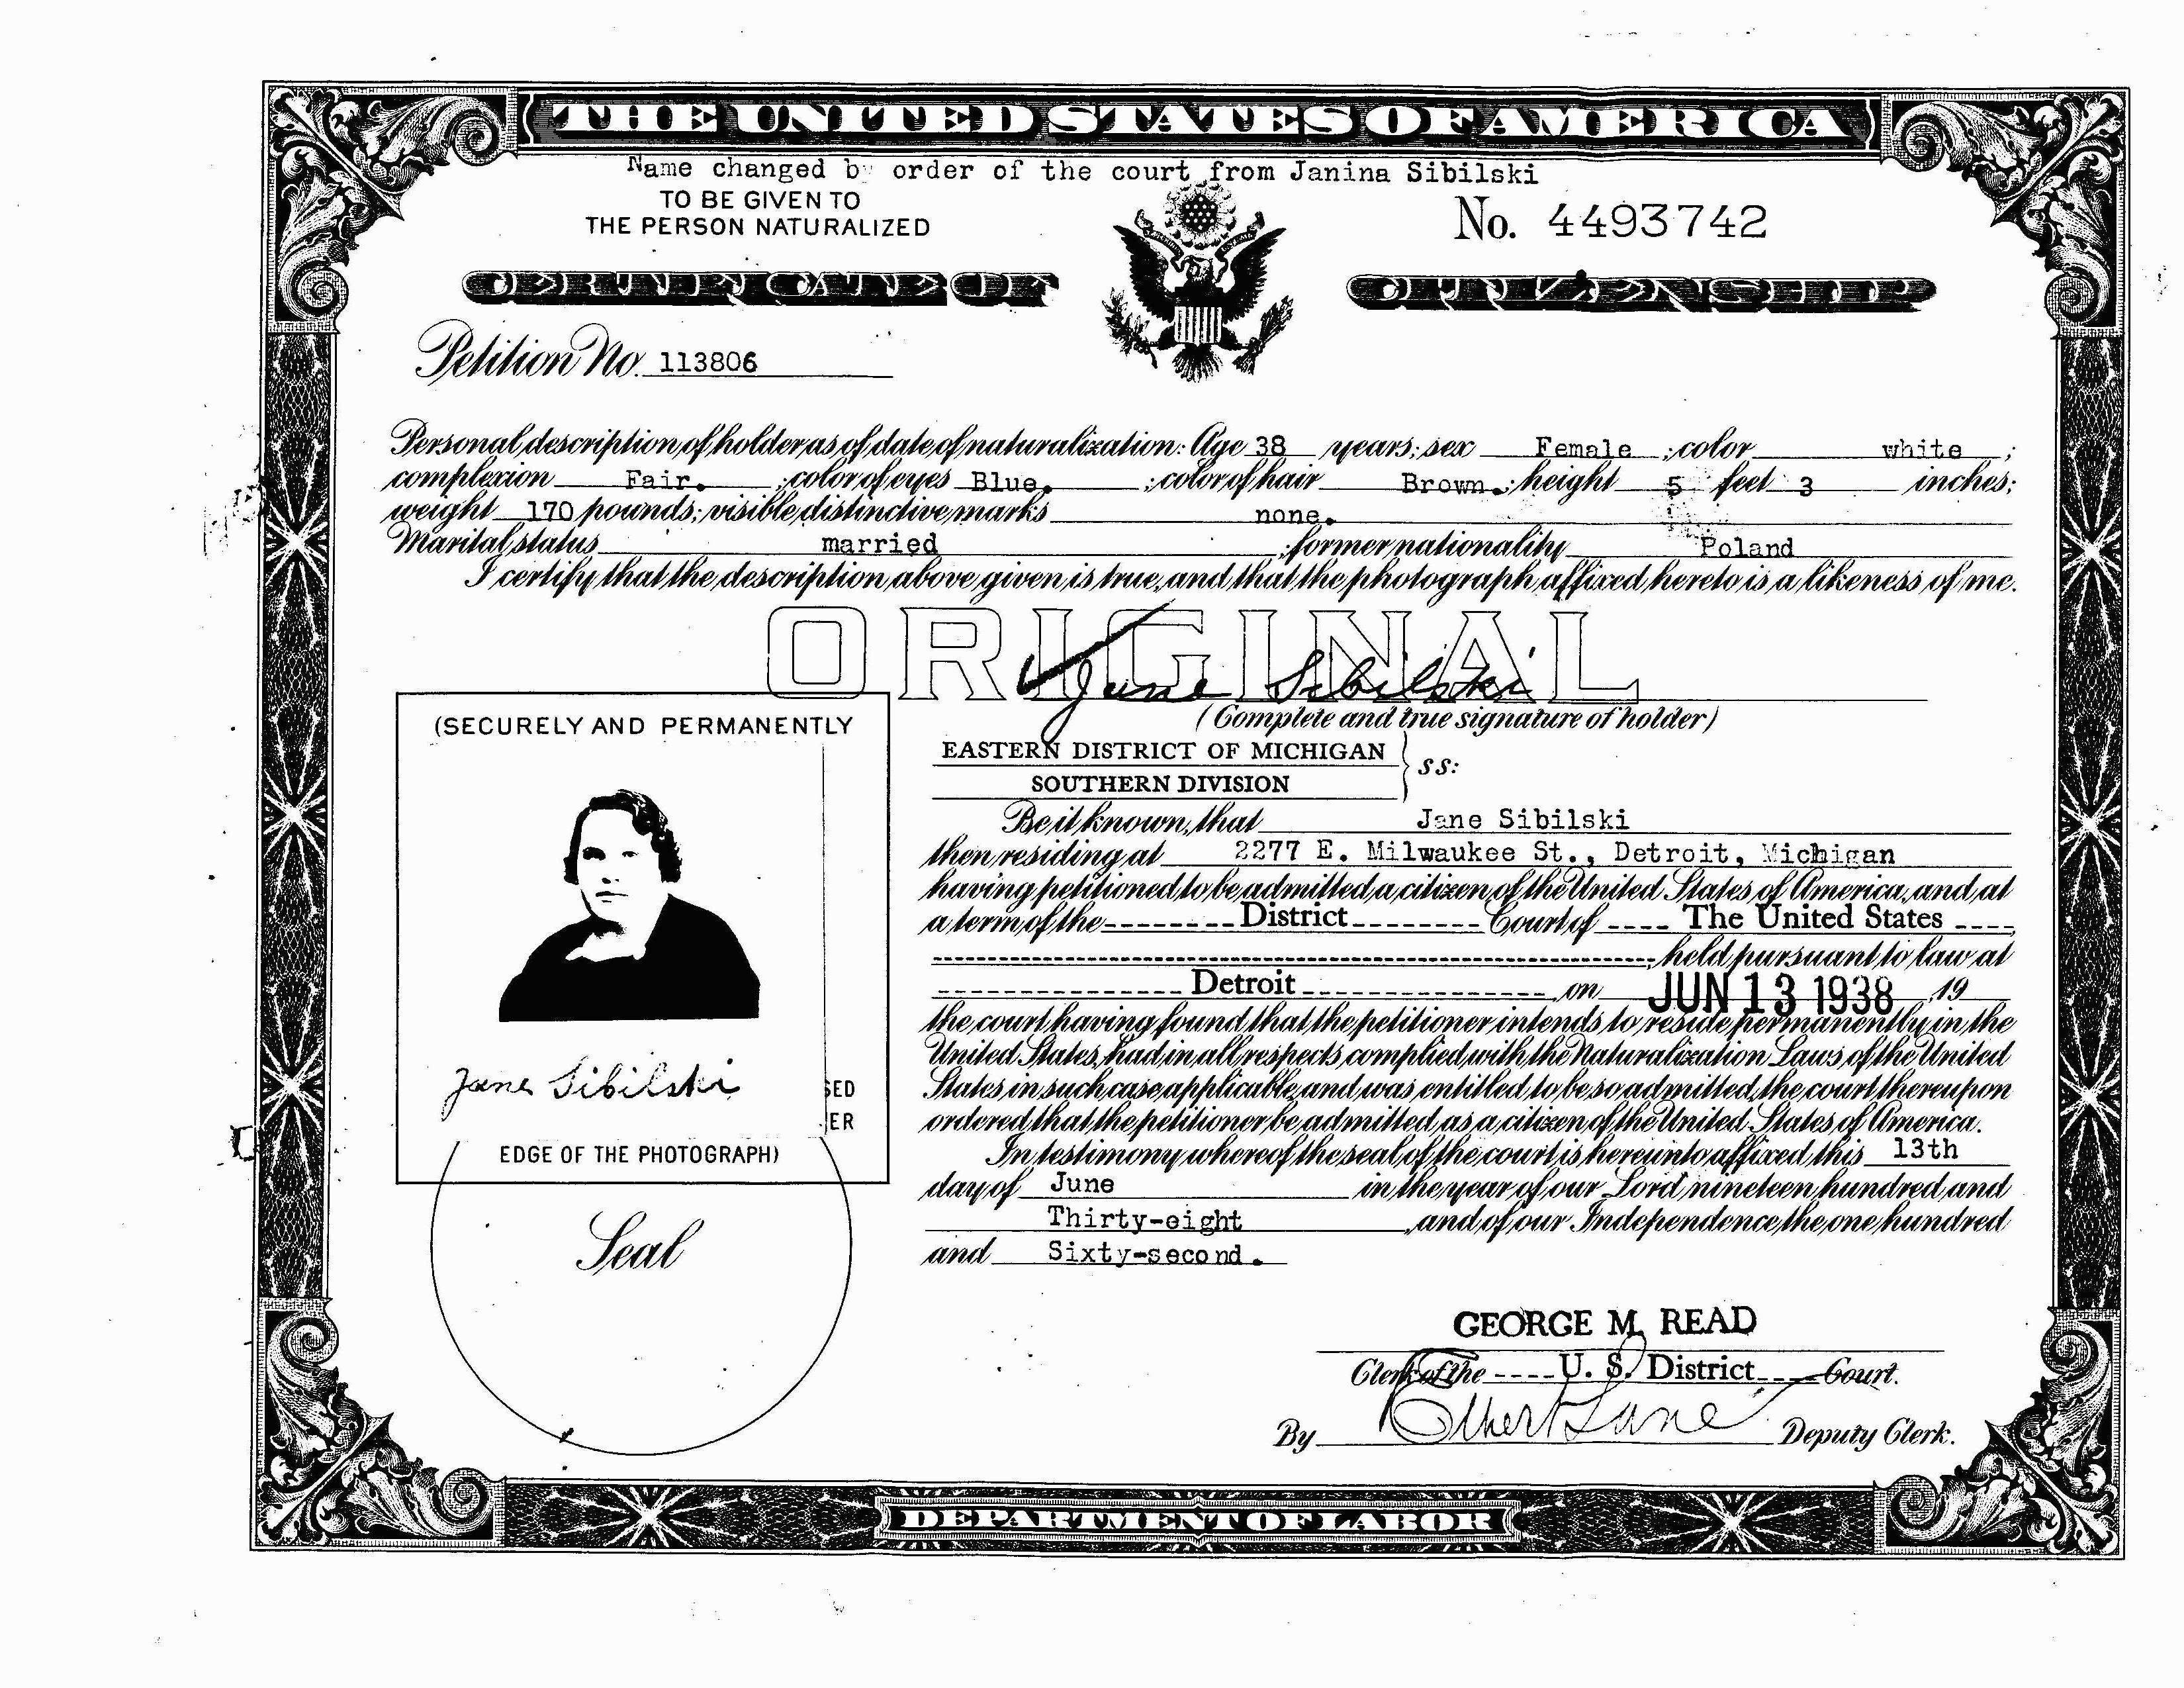 THE UNITED STATES OF AMERICA
Name changed by order of the court from Janina Sibilski
TO BE GIVEN TO
THE PERSON NATURALIZED
No. 4493742
CERTIFICATE OF CITIZENSHIP
Petition No. 113806
Personal description of holder as of date of naturalization: Age 38 years; sex Female ; color white ;
complexion Fair. ; color of eyes Blue. ; color of hair Brown. ; height 5 feet 3 inches;
weight 170 pounds; visible distinctive marks none.
Marital status married ; former nationality Poland
I certify that the description above given is true, and that the photograph affixed hereto is a likeness of me.
ORIGINAL
Jane Sibilski
(Complete and true signature of holder)
(SECURELY AND PERMANENTLY
Jane Sibilski
SED
ER
EDGE OF THE PHOTOGRAPH)
Seal
EASTERN DISTRICT OF MICHIGAN
SOUTHERN DIVISION
ss:
Be it known, that Jane Sibilski
then residing at 2277 E. Milwaukee St., Detroit, Michigan
having petitioned to be admitted a citizen of the United States of America, and at
a term of the District Court of The United States
held pursuant to law at
Detroit on JUN 13 1938 19
the court having found that the petitioner intends to reside permanently in the
United States, had in all respects complied with the Naturalization Laws of the United
States in such case applicable, and was entitled to be so admitted, the court thereupon
ordered that the petitioner be admitted as a citizen of the United States of America.
In testimony whereof the seal of the court is hereunto affixed this 13th
day of June in the year of our Lord nineteen hundred and
Thirty-eight , and of our Independence the one hundred
and Sixty-second.
GEORGE M. READ
Clerk of the U. S. District Court.
By Deputy Clerk.
DEPARTMENT OF LABOR